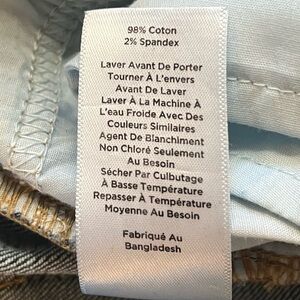 98% Coton
2% Spandex
Laver Avant De Porter
Tourner À L'envers
Avant De Laver
Laver À La Machine À
L'eau Froide Avec Des
Couleurs Similaires
Agent De Blanchiment
Non Chloré Seulement
Au Besoin
Sécher Par Culbutage
À Basse Température
Repasser À Température
Moyenne Au Besoin
Fabriqué Au
Bangladesh